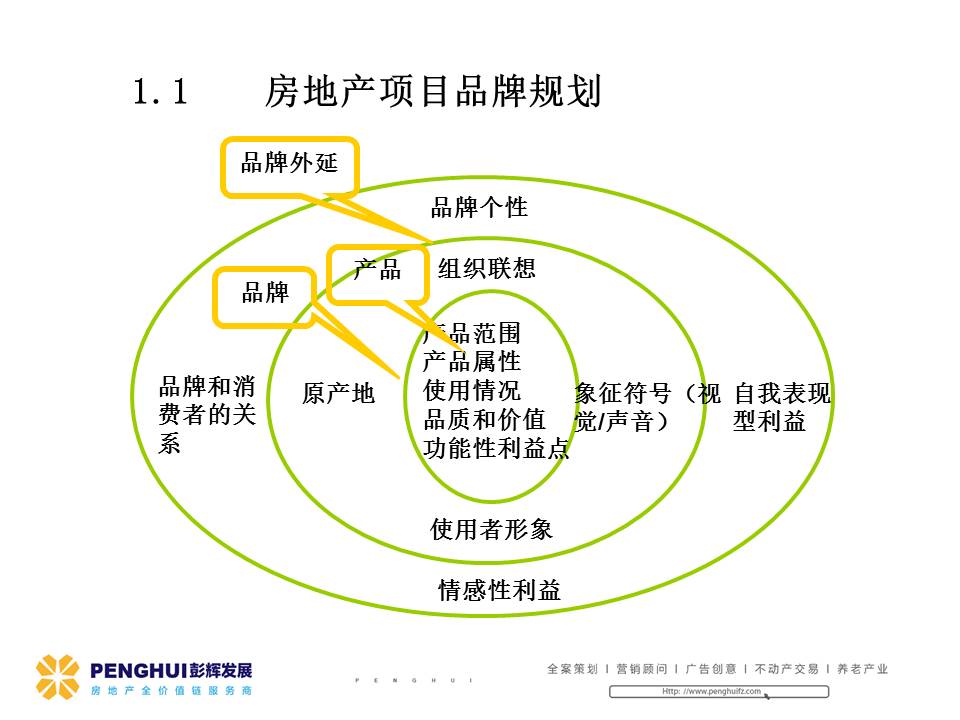 1.1 房地产项目品牌规划
品牌外延
品牌个性
产品
组织联想
品牌
产品范围
产品属性
使用情况
品质和价值
功能性利益点
品牌和消
费者的关
系
原产地
象征符号（视
觉/声音）
自我表现
型利益
使用者形象
情感性利益
PENGHUI彭辉发展
房地产全价值链服务商
PENGHUI
全案策划 | 营销顾问 | 广告创意 | 不动产交易 | 养老产业
Http: //www.penghuifz.com